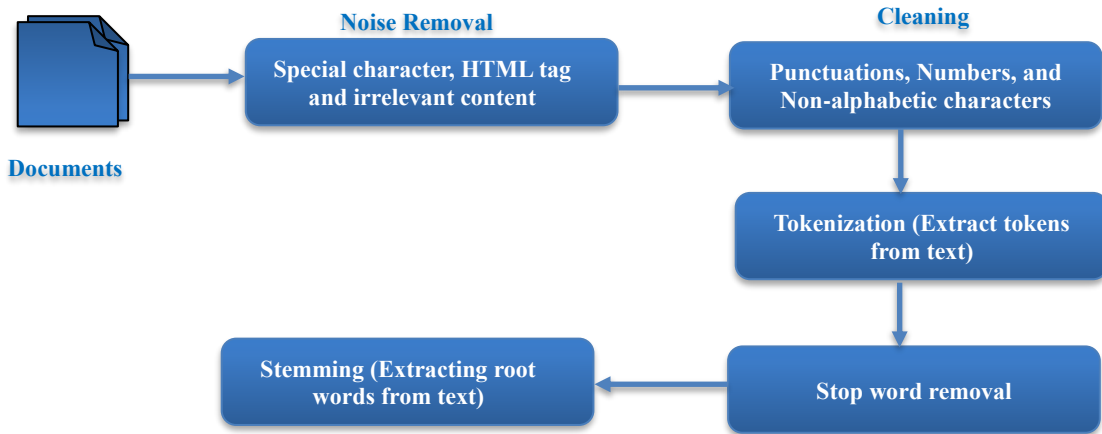 Noise Removal
Cleaning
Special character, HTML tag
and irrelevant content
Punctuations, Numbers, and
Non-alphabetic characters
Documents
Tokenization (Extract tokens
from text)
Stemming (Extracting root
words from text)
Stop word removal